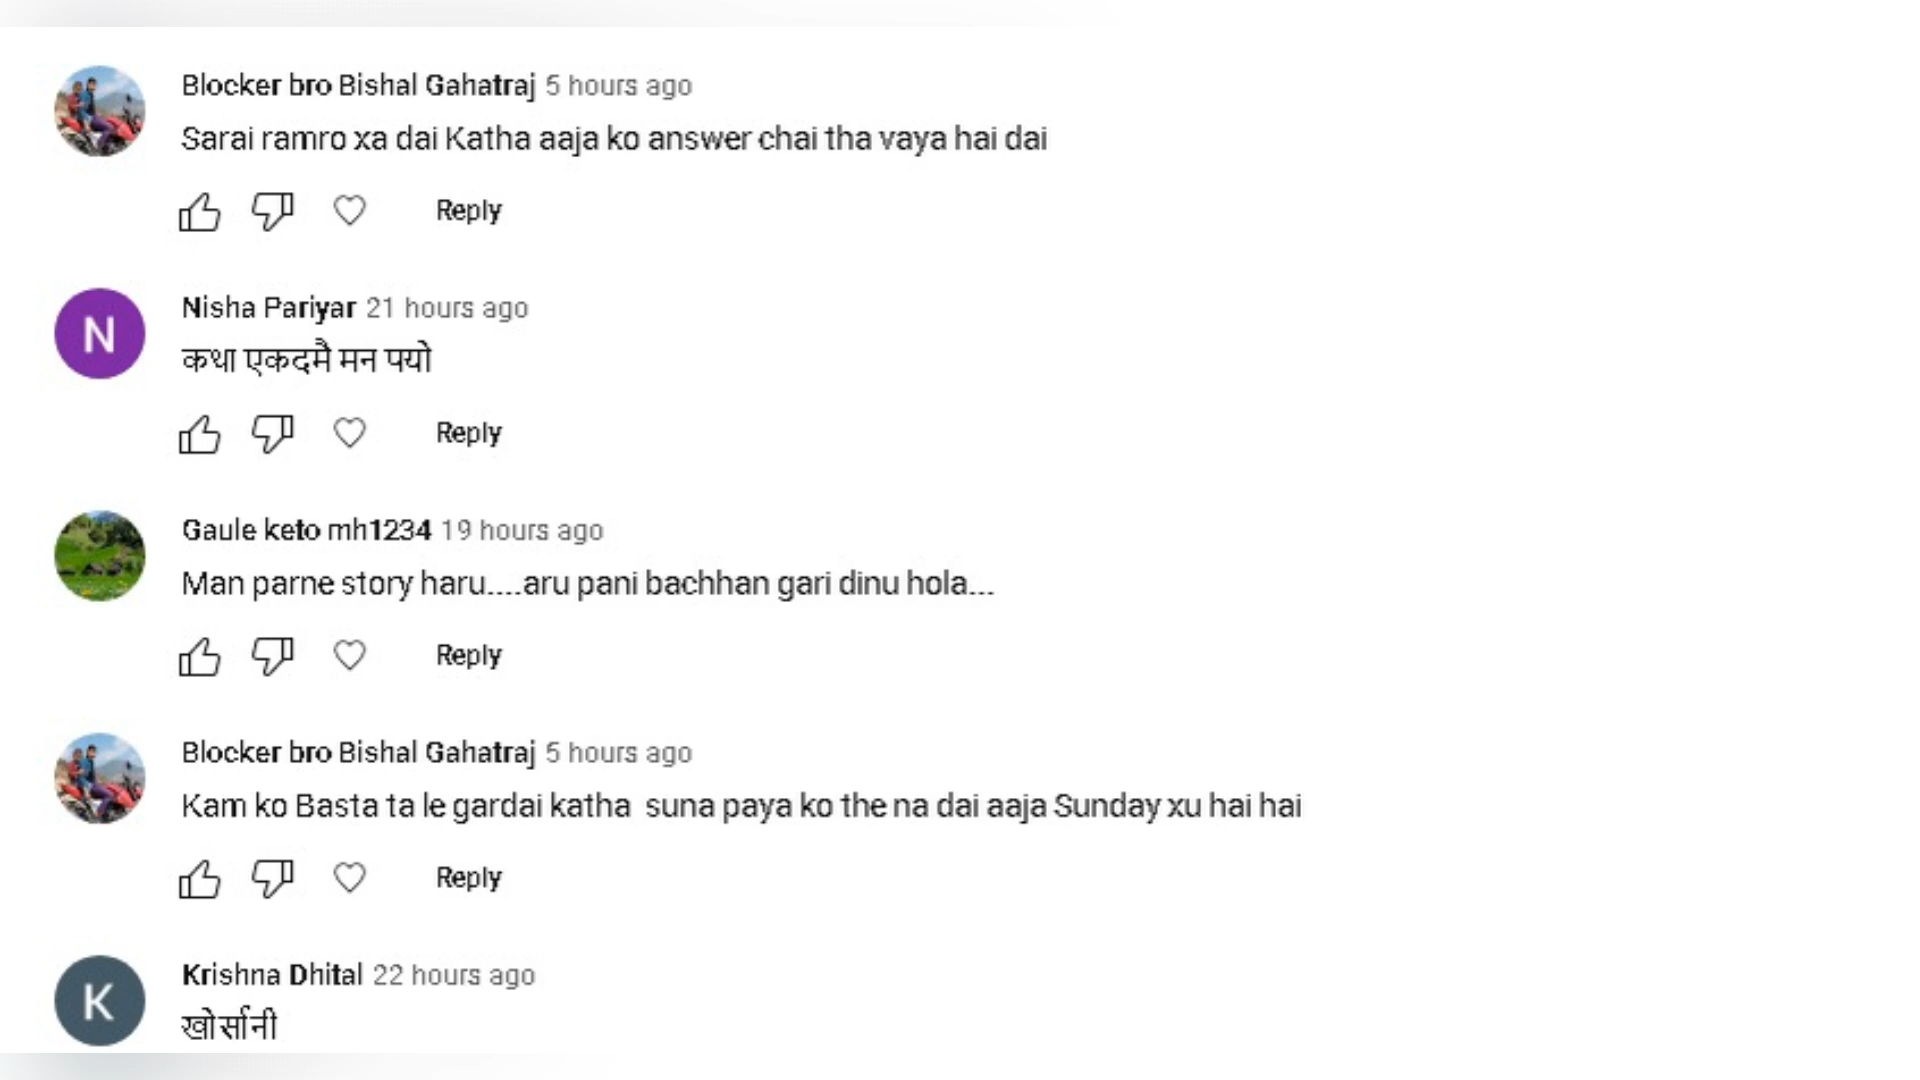 Blocker bro Bishal Gahatraj 5 hours ago
Sarai ramro xa dai Katha aaja ko answer chai tha vaya hai dai
Reply
N
Nisha Pariyar 21 hours ago
कथा एकदमै मन पयो
Reply
Gaule keto mh1234 19 hours ago
Man parne story haru....aru pani bachhan gari dinu hola...
Reply
Blocker bro Bishal Gahatraj 5 hours ago
Kam ko Basta ta le gardai katha  suna paya ko the na dai aaja Sunday xu hai hai
Reply
K
Krishna Dhital 22 hours ago
खोर्सानी